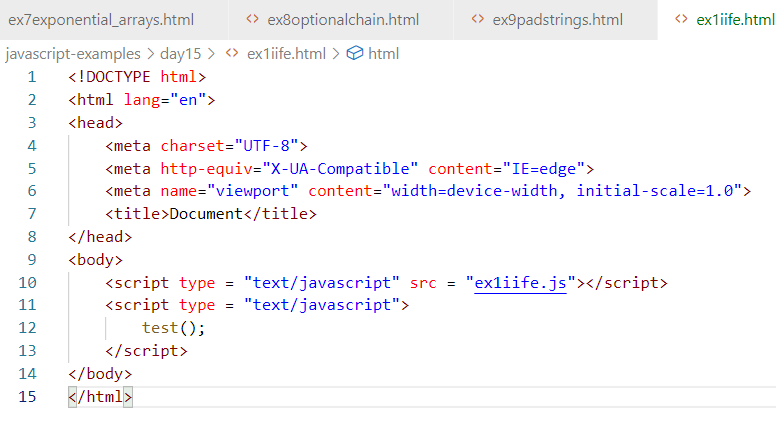 ex7exponential_arrays.html <> ex8optionalchain.html <> ex9padstrings.html <> ex1iife.html
javascript-examples > day15 > <> ex1iife.html > html
1 <!DOCTYPE html>
2 <html lang="en">
3 <head>
4     <meta charset="UTF-8">
5     <meta http-equiv="X-UA-Compatible" content="IE=edge">
6     <meta name="viewport" content="width=device-width, initial-scale=1.0">
7     <title>Document</title>
8 </head>
9 <body>
10     <script type = "text/javascript" src = "ex1iife.js"></script>
11     <script type = "text/javascript">
12         test();
13     </script>
14 </body>
15 </html>